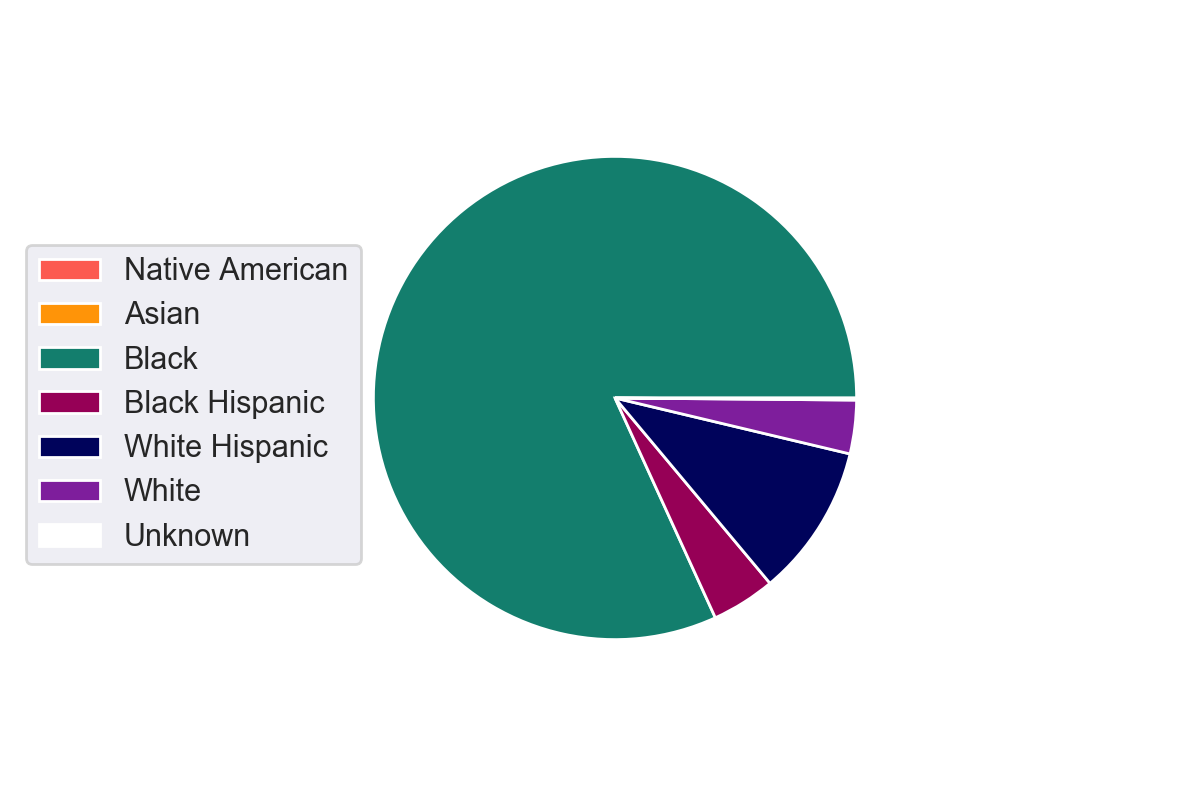 Native American
Asian
Black
Black Hispanic
White Hispanic
White
Unknown